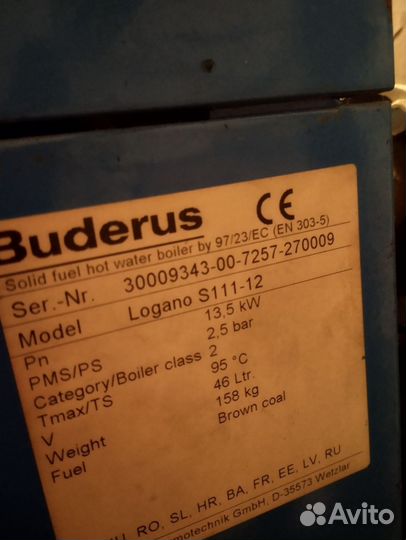 Buderus CE
Solid fuel hot water boiler by 97/23/EC (EN 303-5)
Ser.-Nr. 30009343-00-7257-270009
Model Logano S111-12
Pn 13,5 kW
PMS/PS 2,5 bar
Category/Boiler class 2
Tmax/TS 95 °C
V 46 Ltr.
Weight 158 kg
Fuel Brown coal
RO, SL, HR, BA, FR, EE, LV, RU
GmbH, D-35573 Wetzlar
Avito